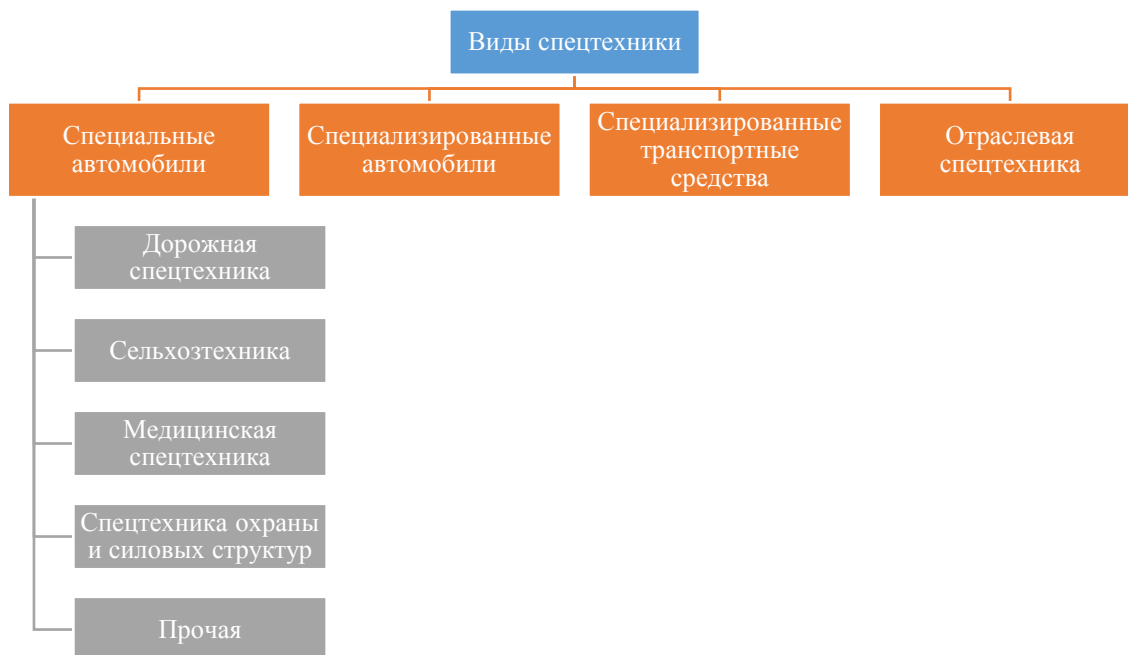 Виды спецтехники
Специальные
автомобили
Специализированные
автомобили
Специализированные
транспортные
средства
Отраслевая
спецтехника
Дорожная
спецтехника
Сельхозтехника
Медицинская
спецтехника
Спецтехника охраны
и силовых структур
Прочая